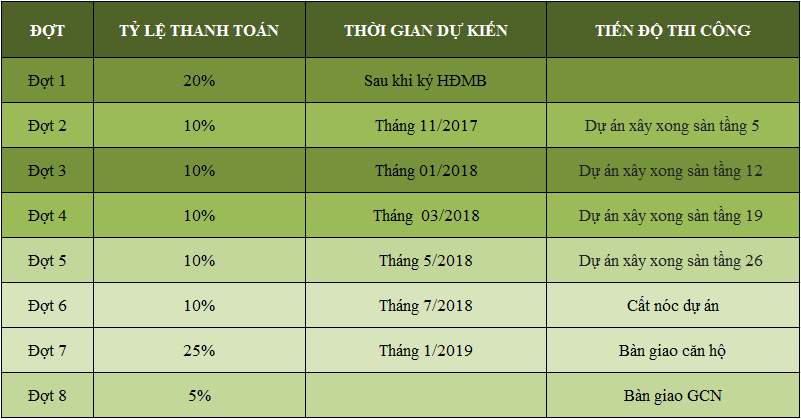 ĐỢT TỶ LỆ THANH TOÁN THỜI GIAN DỰ KIẾN TIẾN ĐỘ THI CÔNG
Đợt 1 20% Sau khi ký HĐMB
Đợt 2 10% Tháng 11/2017 Dự án xây xong sàn tầng 5
Đợt 3 10% Tháng 01/2018 Dự án xây xong sàn tầng 12
Đợt 4 10% Tháng 03/2018 Dự án xây xong sàn tầng 19
Đợt 5 10% Tháng 5/2018 Dự án xây xong sàn tầng 26
Đợt 6 10% Tháng 7/2018 Cất nóc dự án
Đợt 7 25% Tháng 1/2019 Bàn giao căn hộ
Đợt 8 5% Bàn giao GCN